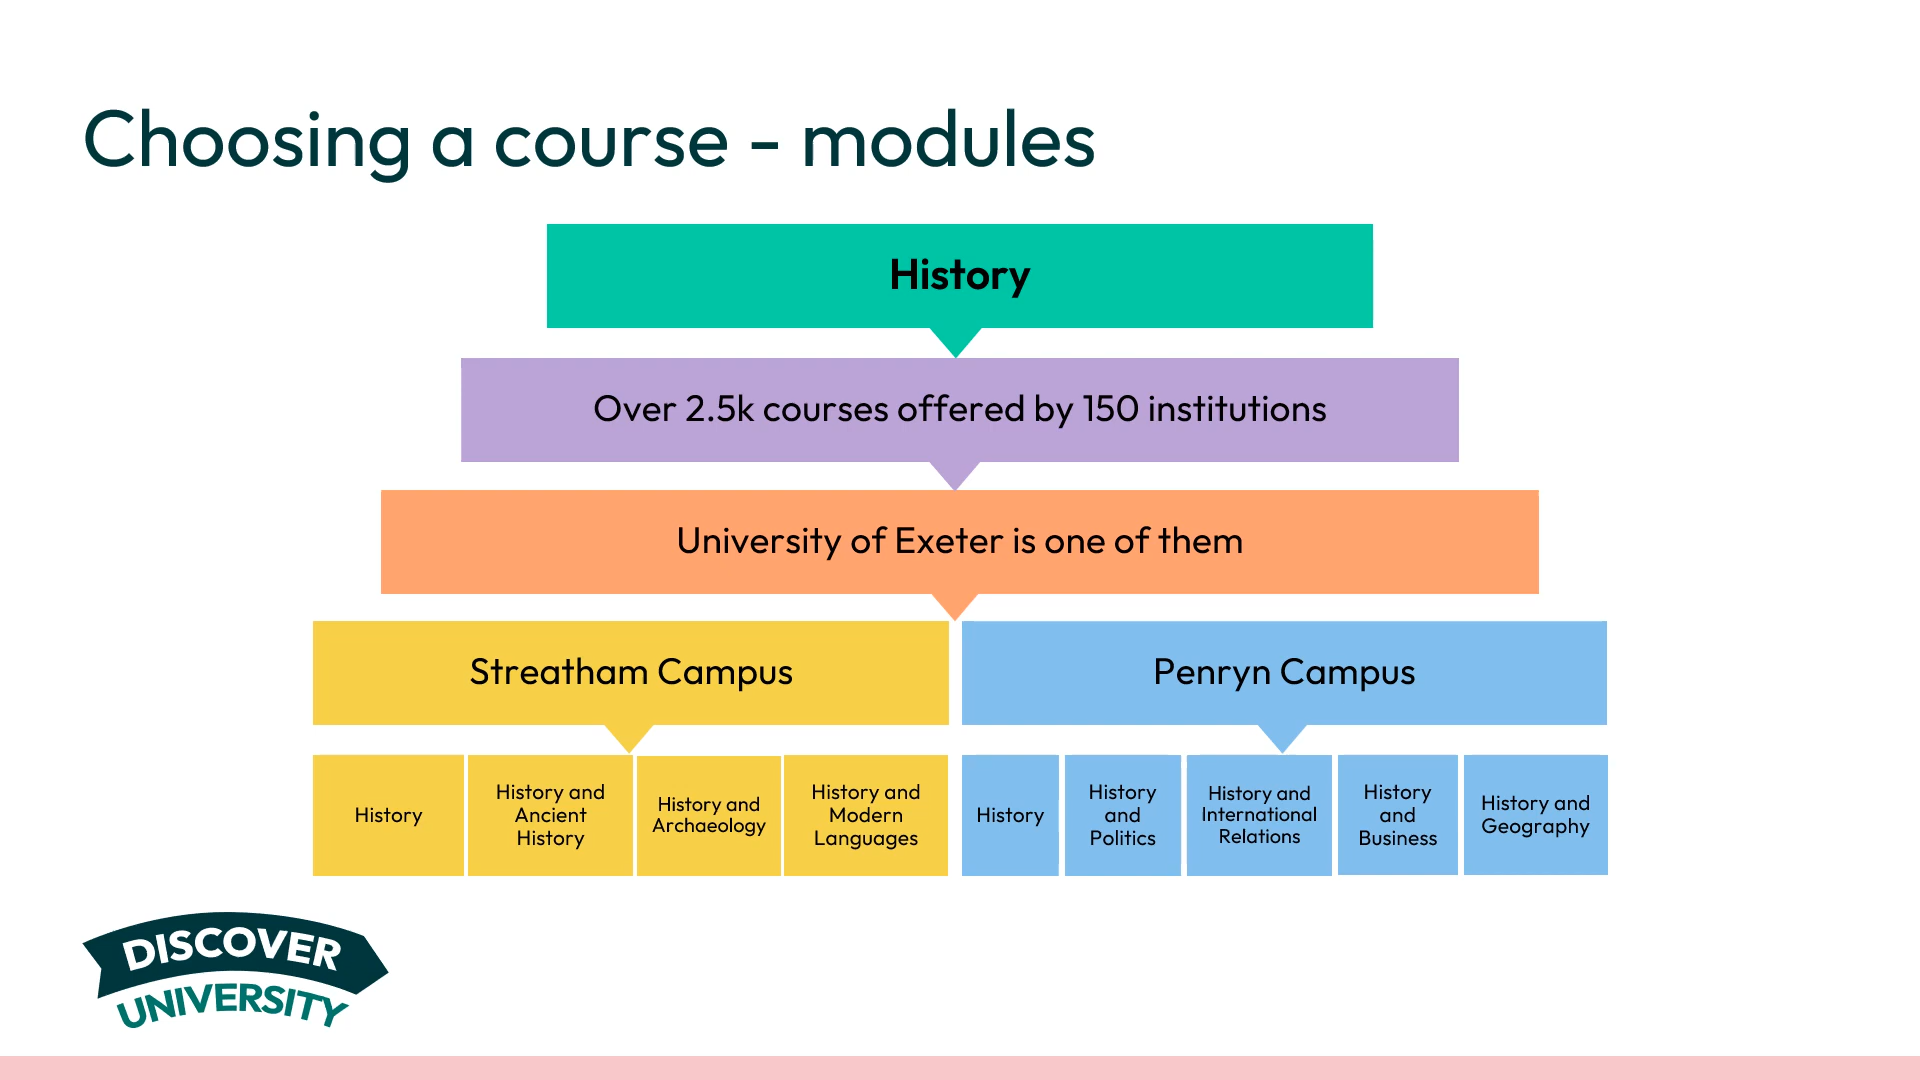 Choosing a course - modules
History
Over 2.5k courses offered by 150 institutions
University of Exeter is one of them
Streatham Campus
Penryn Campus
History
History and
Ancient
History
History and
Archaeology
History and
Modern
Languages
History
History
and
Politics
History and
International
Relations
History
and
Business
History and
Geography
DISCOVER
UNIVERSITY